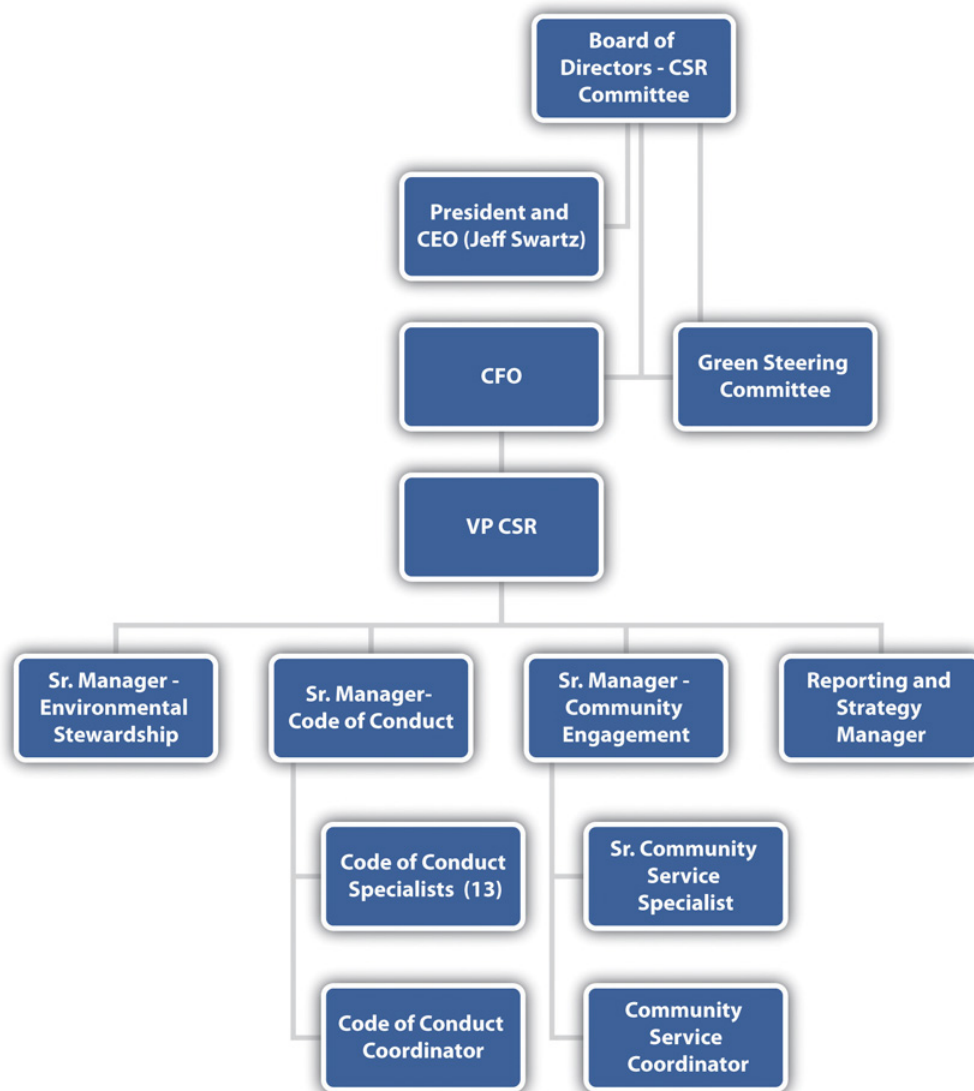 Board of
Directors - CSR
Committee
President and
CEO (Jeff Swartz)
CFO
Green Steering
Committee
VP CSR
Sr. Manager -
Environmental
Stewardship
Sr. Manager-
Code of Conduct
Sr. Manager -
Community
Engagement
Reporting and
Strategy
Manager
Code of Conduct
Specialists (13)
Sr. Community
Service
Specialist
Code of Conduct
Coordinator
Community
Service
Coordinator